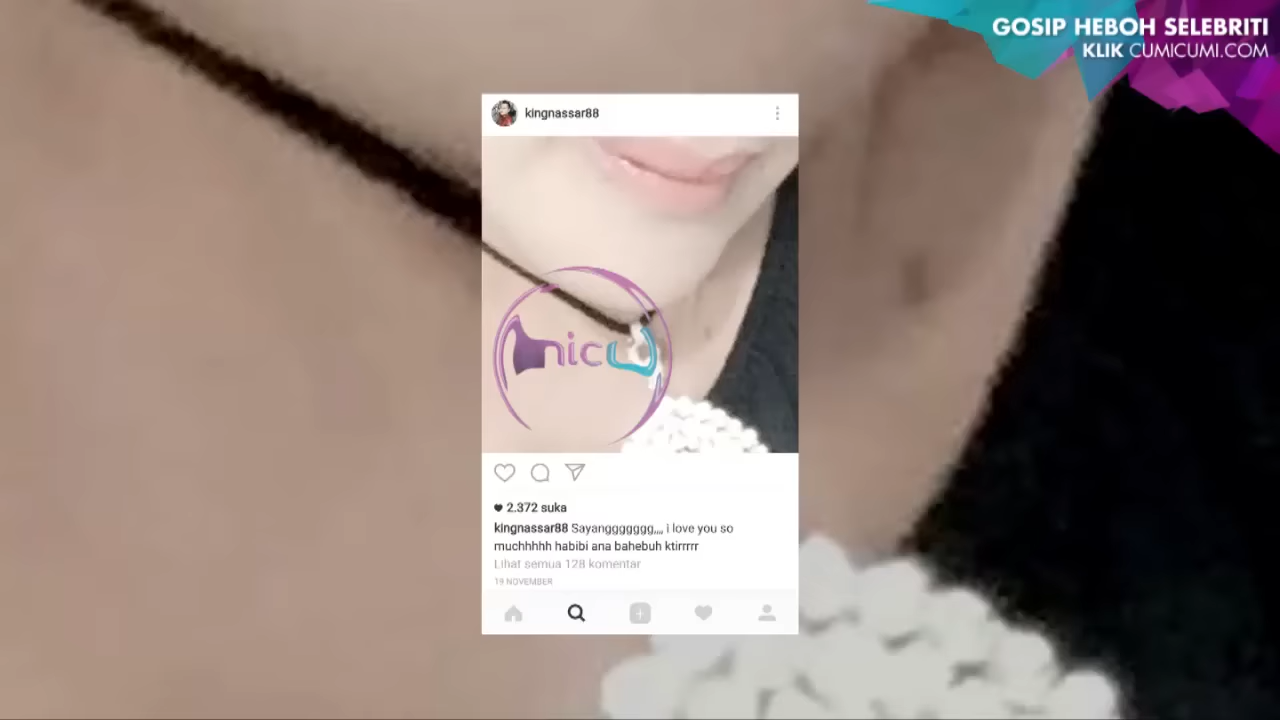 GOSIP HEBOH SELEBRITI
KLIK CUMICUMI.COM
kingnassar88
nicu
2.372 suka
kingnassar88 Sayanggggggg,,,, i love you so
muchhhhh habibi ana bahebuh ktirrrrr
Lihat semua 128 komentar
19 NOVEMBER